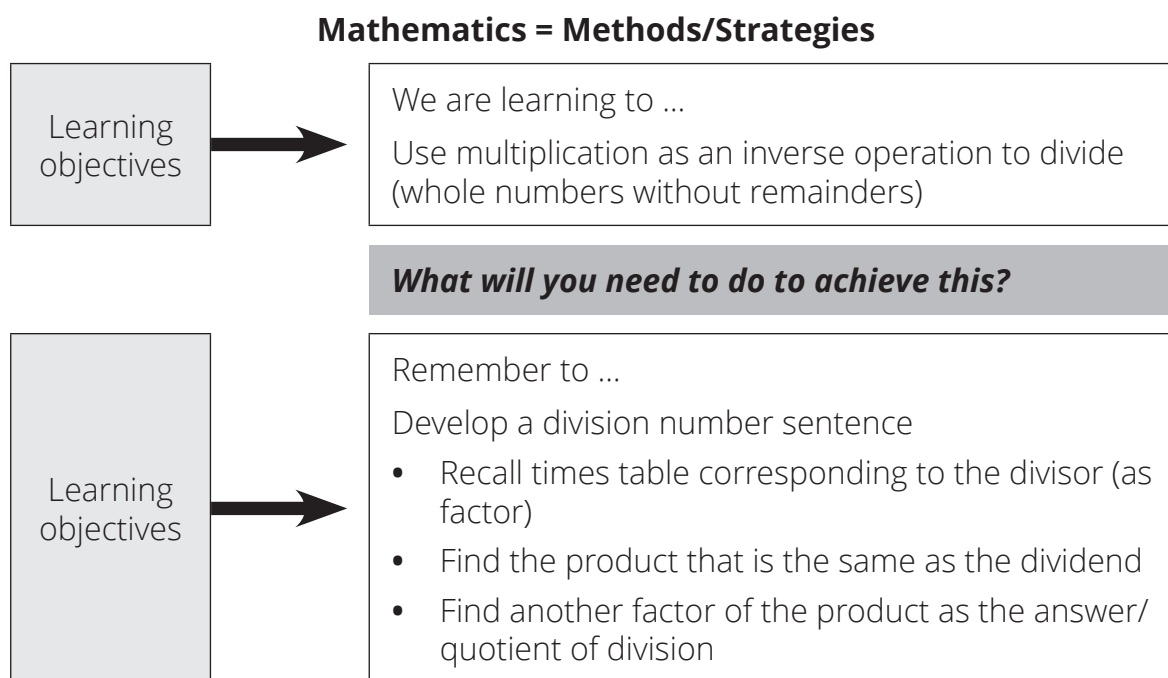 Mathematics = Methods/Strategies
Learning
objectives
We are learning to ...
Use multiplication as an inverse operation to divide
(whole numbers without remainders)
What will you need to do to achieve this?
Learning
objectives
Remember to ...
Develop a division number sentence
• Recall times table corresponding to the divisor (as
factor)
• Find the product that is the same as the dividend
• Find another factor of the product as the answer/
quotient of division